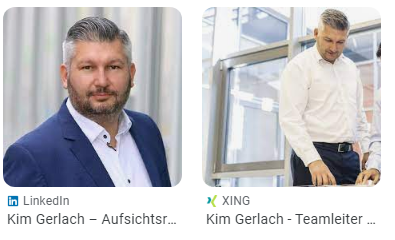 LinkedIn
Kim Gerlach – Aufsichtsr...
XING
Kim Gerlach - Teamleiter ...